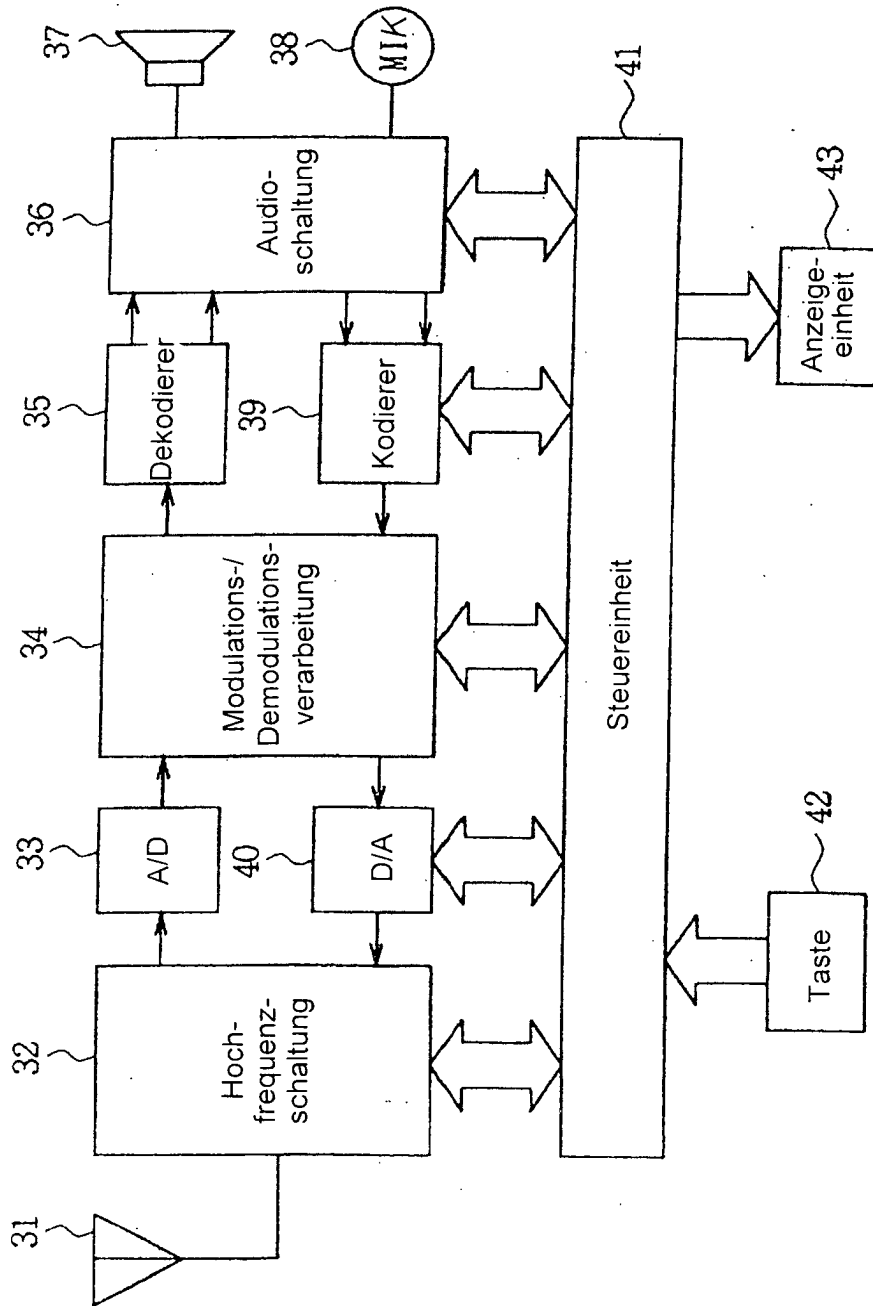 31
32
33
34
35
36
37
Hoch-
frequenz-
schaltung
A/D
Modulations-/
Demodulations-
verarbeitung
Dekodierer
Audio-
schaltung
40
D/A
39
Kodierer
MIK
38
Steuereinheit
41
Taste
42
Anzeige-
einheit
43